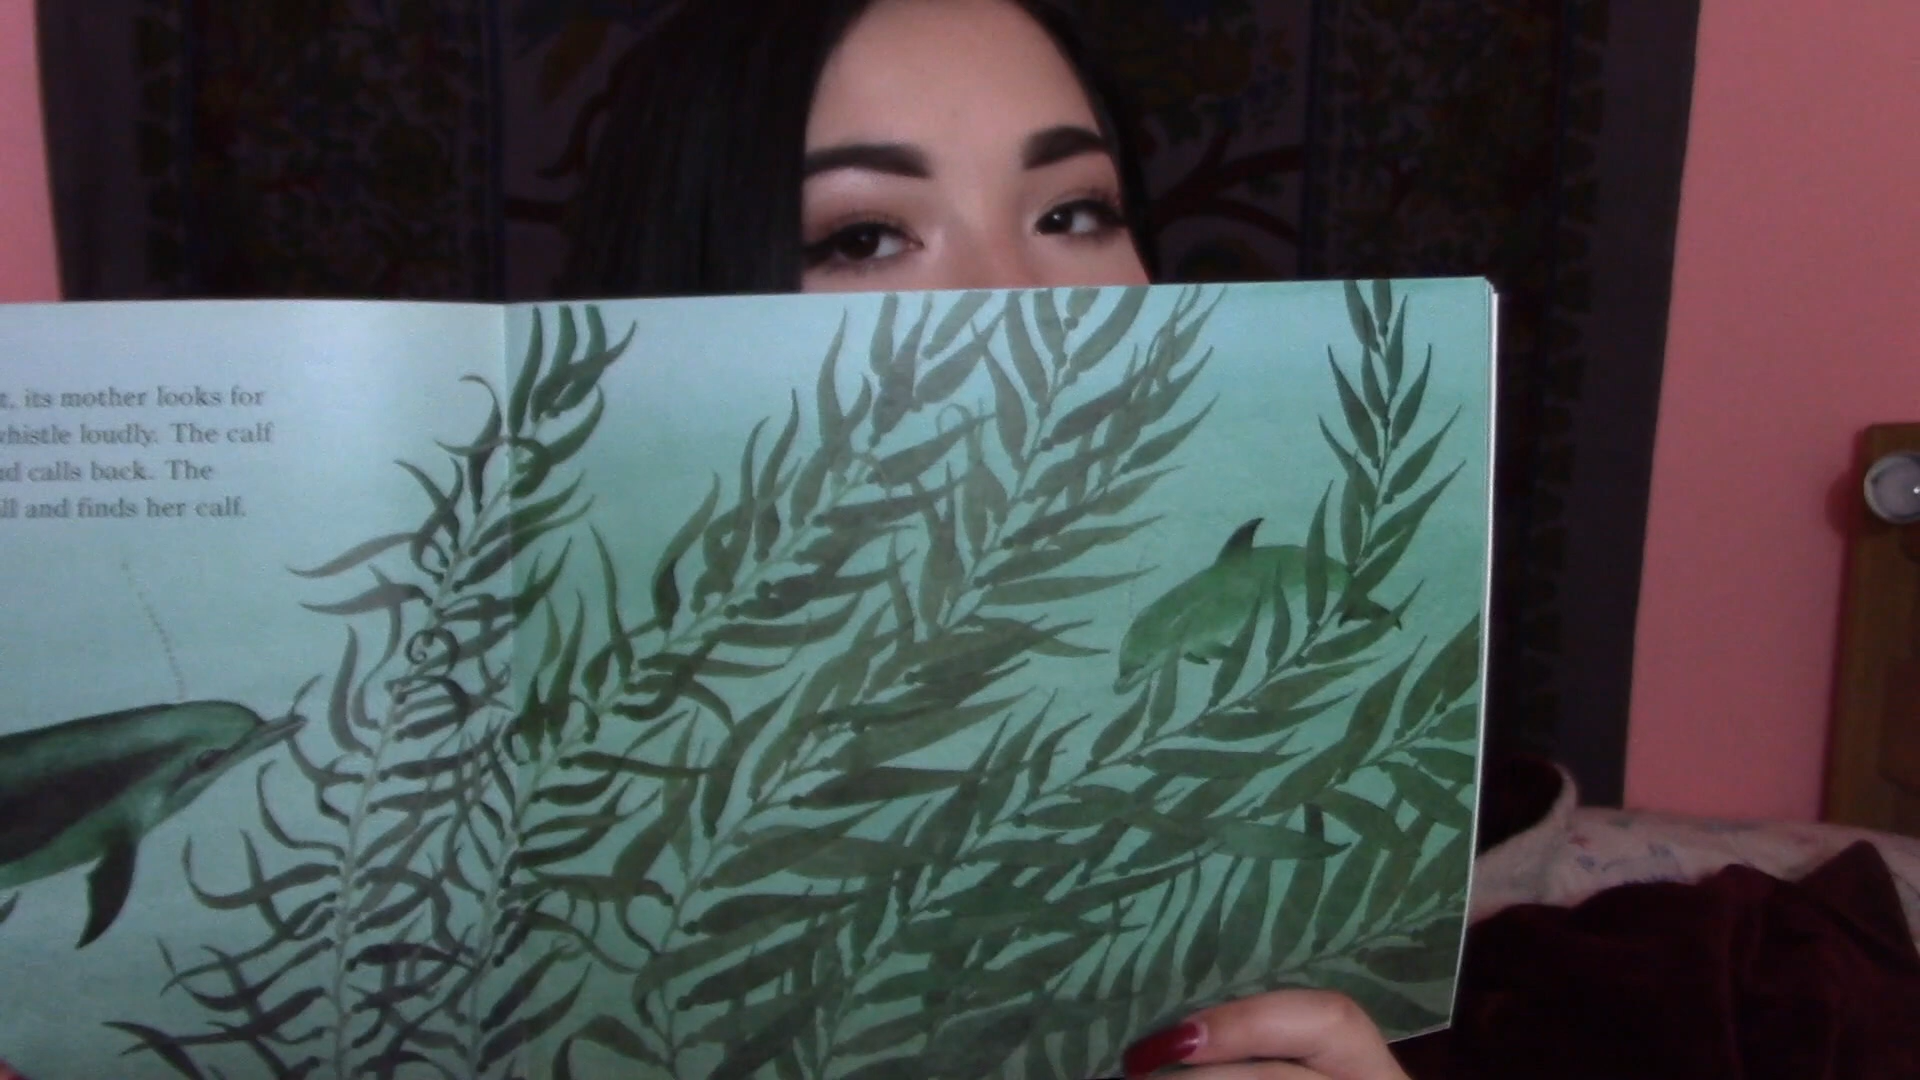 its mother looks for
whistle loudly. The calf
calls back. The
and finds her calf.